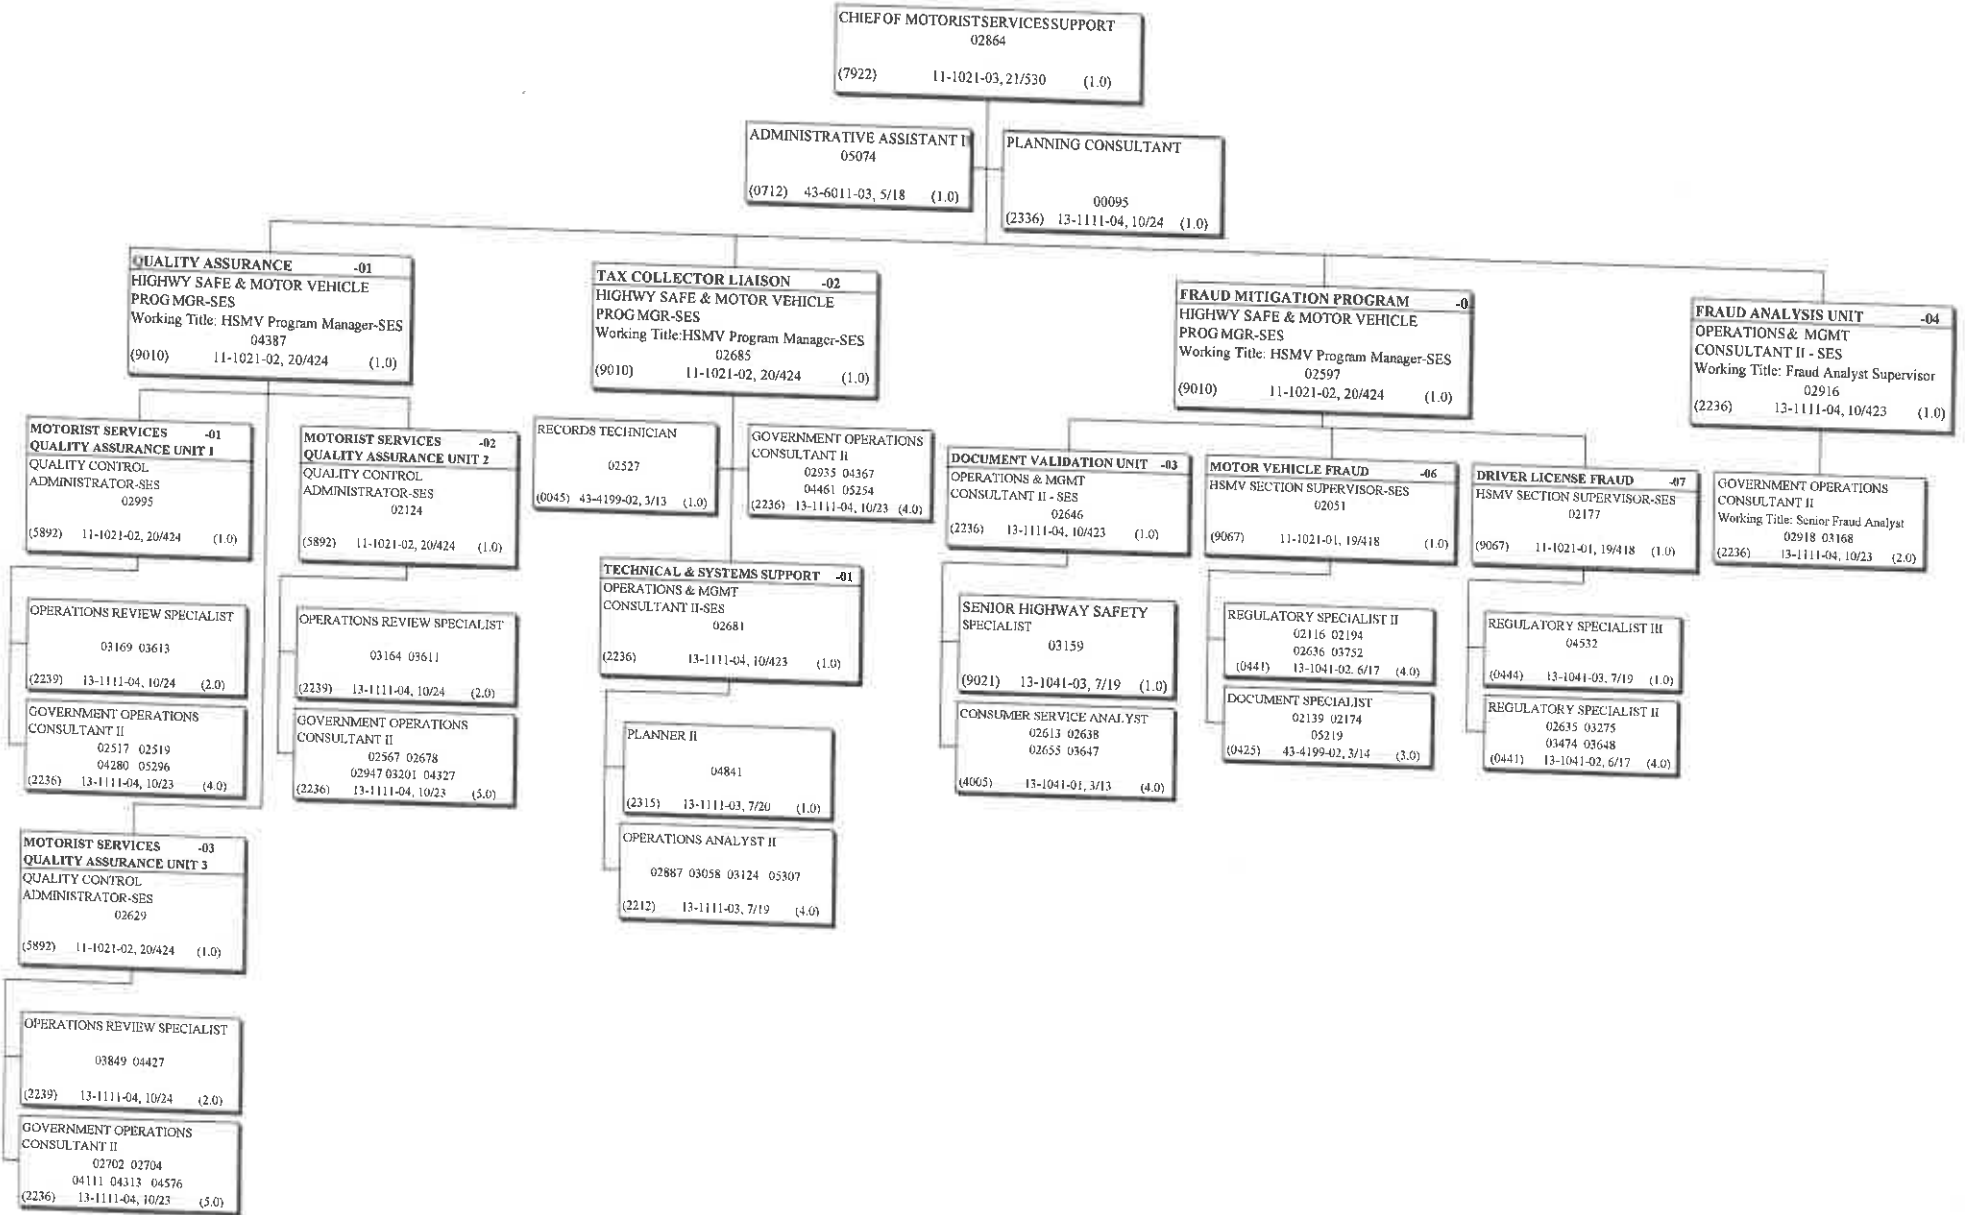 CHIEF OF MOTORIST SERVICES SUPPORT
02864
(7922) 11-1021-03, 21/530 (1.0)
ADMINISTRATIVE ASSISTANT II
05074
(0712) 43-6011-03, 5/18 (1.0)
PLANNING CONSULTANT
00095
(2336) 13-1111-04, 10/24 (1.0)
QUALITY ASSURANCE -01
HIGHWY SAFE & MOTOR VEHICLE
PROG MGR-SES
Working Title: HSMV Program Manager-SES
04387
(9010) 11-1021-02, 20/424 (1.0)
TAX COLLECTOR LIAISON -02
HIGHWY SAFE & MOTOR VEHICLE
PROG MGR-SES
Working Title:HSMV Program Manager-SES
02685
(9010) 11-1021-02, 20/424 (1.0)
FRAUD MITIGATION PROGRAM -0
HIGHWY SAFE & MOTOR VEHICLE
PROG MGR-SES
Working Title: HSMV Program Manager-SES
02597
(9010) 11-1021-02, 20/424 (1.0)
FRAUD ANALYSIS UNIT -04
OPERATIONS & MGMT
CONSULTANT II - SES
Working Title: Fraud Analyst Supervisor
02916
(2236) 13-1111-04, 10/423 (1.0)
MOTORIST SERVICES -01
QUALITY ASSURANCE UNIT 1
QUALITY CONTROL
ADMINISTRATOR-SES
02995
(5892) 11-1021-02, 20/424 (1.0)
MOTORIST SERVICES -02
QUALITY ASSURANCE UNIT 2
QUALITY CONTROL
ADMINISTRATOR-SES
02124
(5892) 11-1021-02, 20/424 (1.0)
RECORDS TECHNICIAN
02527
(0045) 43-4199-02, 3/13 (1.0)
GOVERNMENT OPERATIONS
CONSULTANT II
02935 04367
04461 05254
(2236) 13-1111-04, 10/23 (4.0)
DOCUMENT VALIDATION UNIT -03
OPERATIONS & MGMT
CONSULTANT II - SES
02646
(2236) 13-1111-04, 10/423 (1.0)
MOTOR VEHICLE FRAUD -06
HSMV SECTION SUPERVISOR-SES
02051
(9067) 11-1021-01, 19/418 (1.0)
DRIVER LICENSE FRAUD -07
HSMV SECTION SUPERVISOR-SES
02177
(9067) 11-1021-01, 19/418 (1.0)
GOVERNMENT OPERATIONS
CONSULTANT II
Working Title: Senior Fraud Analyst
02918 03168
(2236) 13-1111-04, 10/23 (2.0)
OPERATIONS REVIEW SPECIALIST
03169 03613
(2239) 13-1111-04, 10/24 (2.0)
OPERATIONS REVIEW SPECIALIST
03164 03611
(2239) 13-1111-04, 10/24 (2.0)
TECHNICAL & SYSTEMS SUPPORT -01
OPERATIONS & MGMT
CONSULTANT II-SES
02681
(2236) 13-1111-04, 10/423 (1.0)
SENIOR HIGHWAY SAFETY
SPECIALIST
03159
(9021) 13-1041-03, 7/19 (1.0)
REGULATORY SPECIALIST II
02116 02194
02636 03752
(0441) 13-1041-02, 6/17 (4.0)
REGULATORY SPECIALIST III
04532
(0444) 13-1041-03, 7/19 (1.0)
GOVERNMENT OPERATIONS
CONSULTANT II
02517 02519
04280 05296
(2236) 13-1111-04, 10/23 (4.0)
GOVERNMENT OPERATIONS
CONSULTANT II
02567 02678
02947 03201 04327
(2236) 13-1111-04, 10/23 (5.0)
PLANNER II
04841
(2315) 13-1111-03, 7/20 (1.0)
CONSUMER SERVICE ANALYST
02613 02638
02655 03647
(4005) 13-1041-01, 3/13 (4.0)
DOCUMENT SPECIALIST
02139 02174
05219
(0425) 43-4199-02, 3/14 (3.0)
REGULATORY SPECIALIST II
02635 03275
03474 03648
(0441) 13-1041-02, 6/17 (4.0)
MOTORIST SERVICES -03
QUALITY ASSURANCE UNIT 3
QUALITY CONTROL
ADMINISTRATOR-SES
02629
(5892) 11-1021-02, 20/424 (1.0)
OPERATIONS ANALYST II
02887 03058 03124 05307
(2212) 13-1111-03, 7/19 (4.0)
OPERATIONS REVIEW SPECIALIST
03849 04427
(2239) 13-1111-04, 10/24 (2.0)
GOVERNMENT OPERATIONS
CONSULTANT II
02702 02704
04111 04313 04576
(2236) 13-1111-04, 10/23 (5.0)